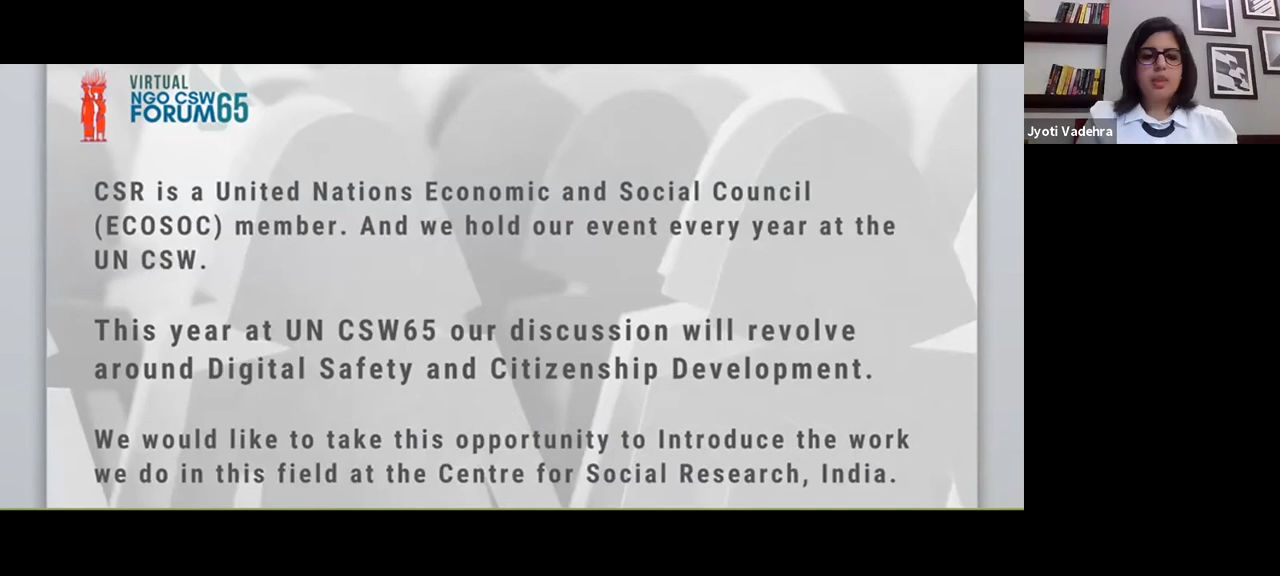 VIRTUAL
NGO CSW
FORUM65
Jyoti Vadehra
CSR is a United Nations Economic and Social Council
(ECOSOC) member. And we hold our event every year at the
UN CSW.
This year at UN CSW65 our discussion will revolve
around Digital Safety and Citizenship Development.
We would like to take this opportunity to Introduce the work
we do in this field at the Centre for Social Research, India.